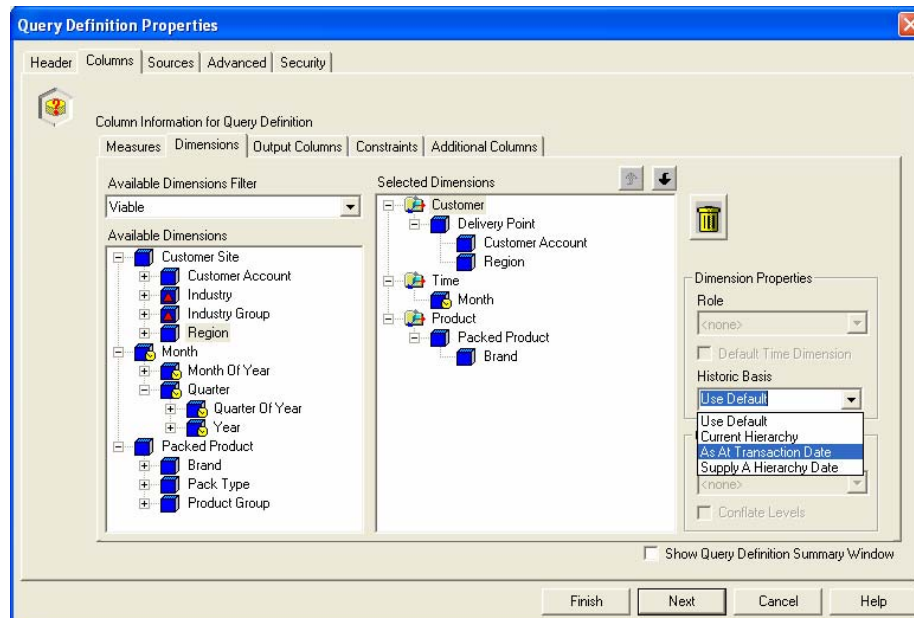 Query Definition Properties
Header Columns Sources Advanced Security
Column Information for Query Definition
Measures Dimensions Output Columns Constraints Additional Columns
Available Dimensions Filter
Viable
Available Dimensions
Customer Site
Customer Account
Industry
Industry Group
Region
Month
Month Of Year
Quarter
Quarter Of Year
Year
Packed Product
Brand
Pack Type
Product Group
Selected Dimensions
Customer
Delivery Point
Customer Account
Region
Time
Month
Product
Packed Product
Brand
Dimension Properties
Role
<none>
Default Time Dimension
Historic Basis
Use Default
Use Default
Current Hierarchy
As At Transaction Date
Supply A Hierarchy Date
<none>
Conflate Levels
Show Query Definition Summary Window
Finish Next Cancel Help